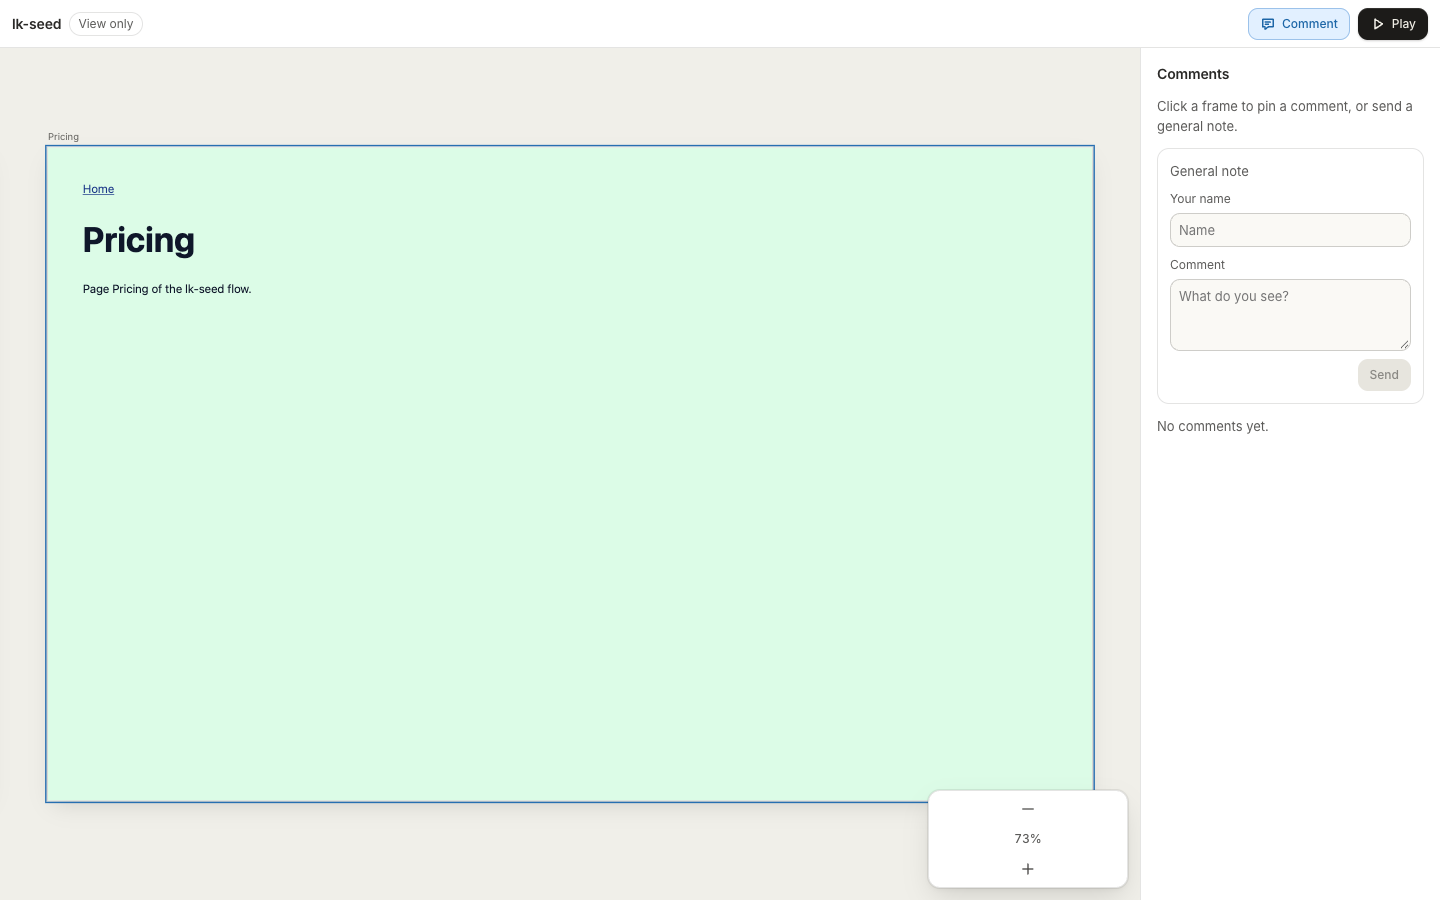 lk-seed
View only
Comment
Play
Pricing
Home
Pricing
Page Pricing of the lk-seed flow.
73%
Comments
Click a frame to pin a comment, or send a
general note.
General note
Your name
Name
Comment
What do you see?
Send
No comments yet.